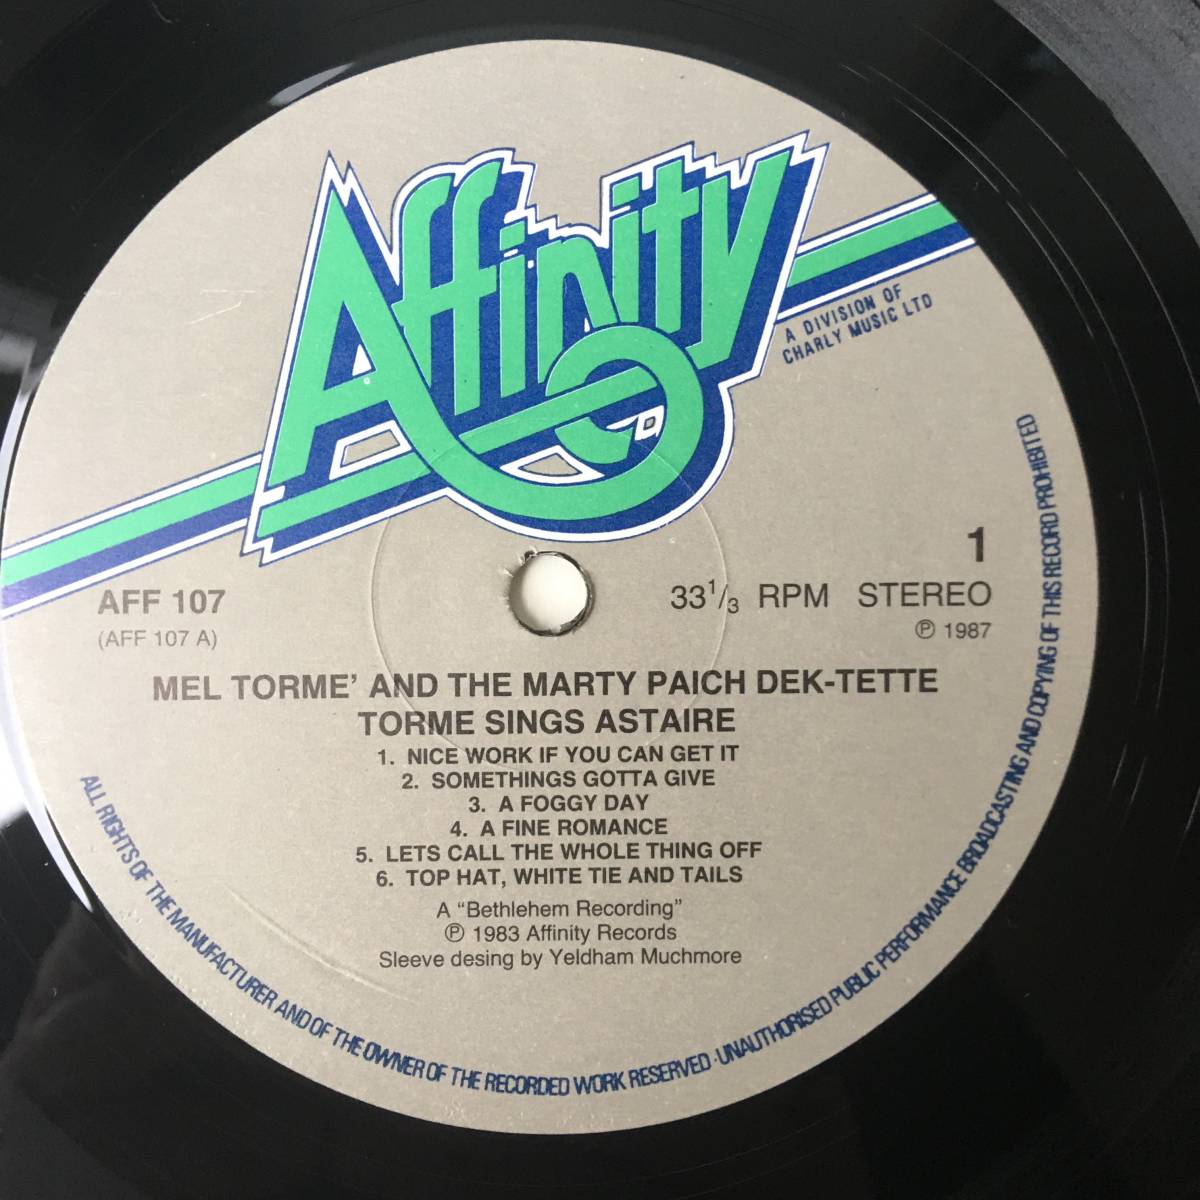 Affinity
A DIVISION OF
CHARLY MUSIC LTD
1
AFF 107
(AFF 107 A)
33 1/3 RPM STEREO
℗ 1987
MEL TORME' AND THE MARTY PAICH DEK-TETTE
TORME SINGS ASTAIRE
1. NICE WORK IF YOU CAN GET IT
2. SOMETHINGS GOTTA GIVE
3. A FOGGY DAY
4. A FINE ROMANCE
5. LETS CALL THE WHOLE THING OFF
6. TOP HAT, WHITE TIE AND TAILS
A "Bethlehem Recording"
℗ 1983 Affinity Records
Sleeve desing by Yeldham Muchmore
ALL RIGHTS OF THE MANUFACTURER AND OF THE OWNER OF THE RECORDED WORK RESERVED · UNAUTHORISED PUBLIC PERFORMANCE BROADCASTING AND COPYING OF THIS RECORD PROHIBITED